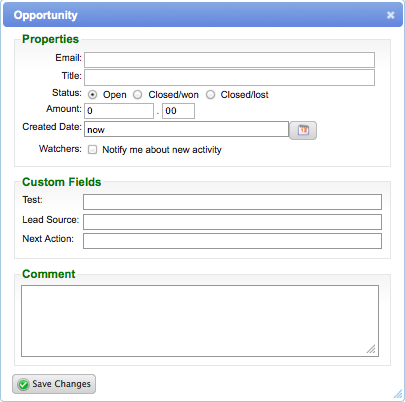 Opportunity
Properties
Email:
Title:
Status: Open Closed/won Closed/lost
Amount: 0 . 00
Created Date: now
Watchers: Notify me about new activity
Custom Fields
Test:
Lead Source:
Next Action:
Comment
Save Changes